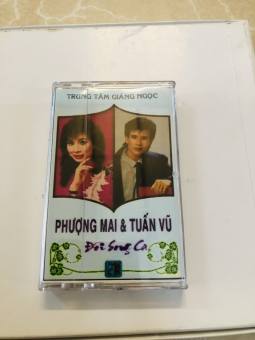 TRUNG TÂM GIÁNG NGỌC
PHƯỢNG MAI & TUẤN VŨ
Đôi Song Ca